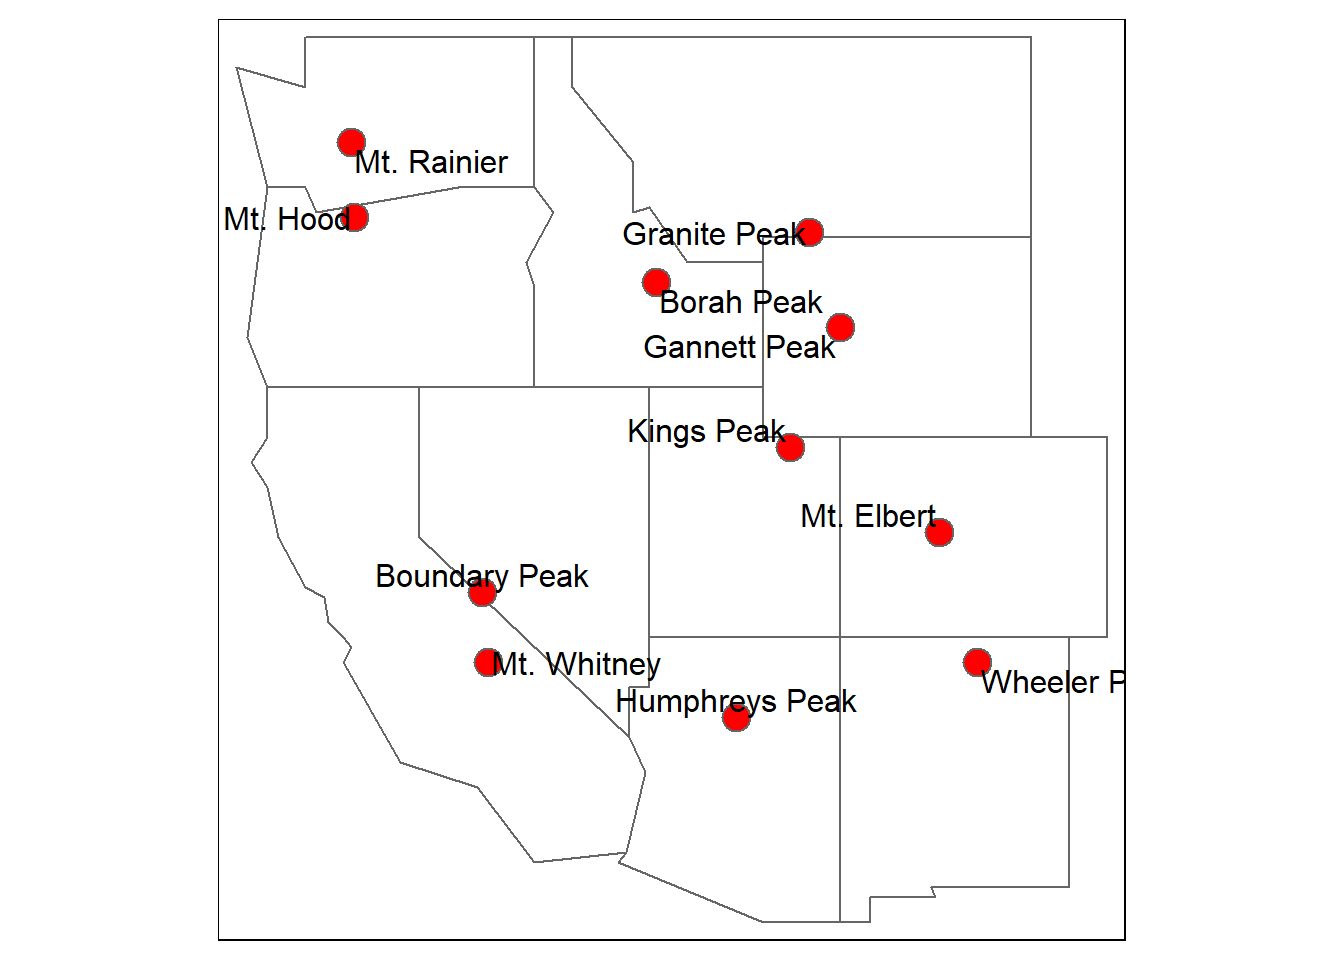 Mt. Rainier
Mt. Hood
Granite Peak
Borah Peak
Gannett Peak
Kings Peak
Mt. Elbert
Boundary Peak
Mt. Whitney
Wheeler P
Humphreys Peak